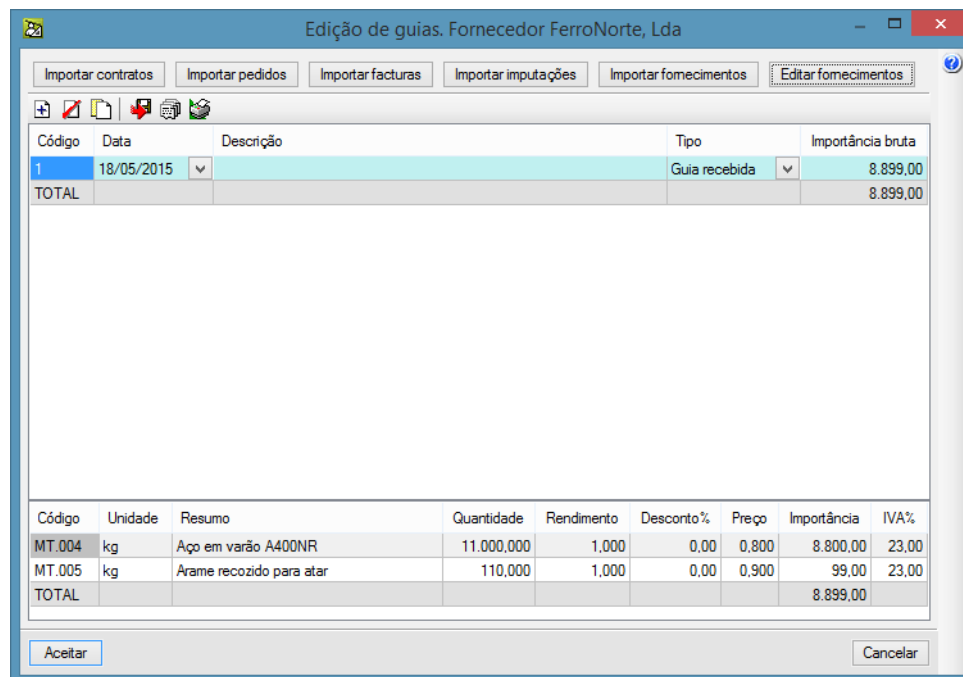 Edição de guias. Fornecedor FerroNorte, Lda
Importar contratos Importar pedidos Importar facturas Importar imputações Importar fornecimentos Editar fornecimentos
Código Data Descrição Tipo Importância bruta
1 18/05/2015 Guia recebida 8.899,00
TOTAL 8.899,00
Código Unidade Resumo Quantidade Rendimento Desconto% Preço Importância IVA%
MT.004 kg Aço em varão A400NR 11.000,000 1,000 0,00 0,800 8.800,00 23,00
MT.005 kg Arame recozido para atar 110,000 1,000 0,00 0,900 99,00 23,00
TOTAL 8.899,00
Aceitar Cancelar